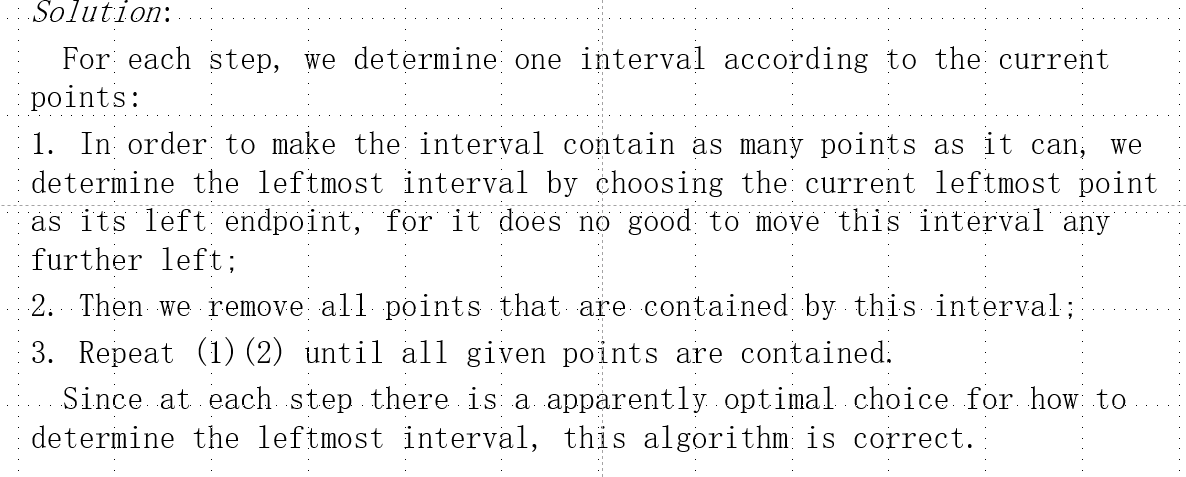 Solution:
For each step, we determine one interval according to the current
points:
1. In order to make the interval contain as many points as it can, we
determine the leftmost interval by choosing the current leftmost point
as its left endpoint, for it does no good to move this interval any
further left;
2. Then we remove all points that are contained by this interval;
3. Repeat (1)(2) until all given points are contained.
Since at each step there is a apparently optimal choice for how to
determine the leftmost interval, this algorithm is correct.